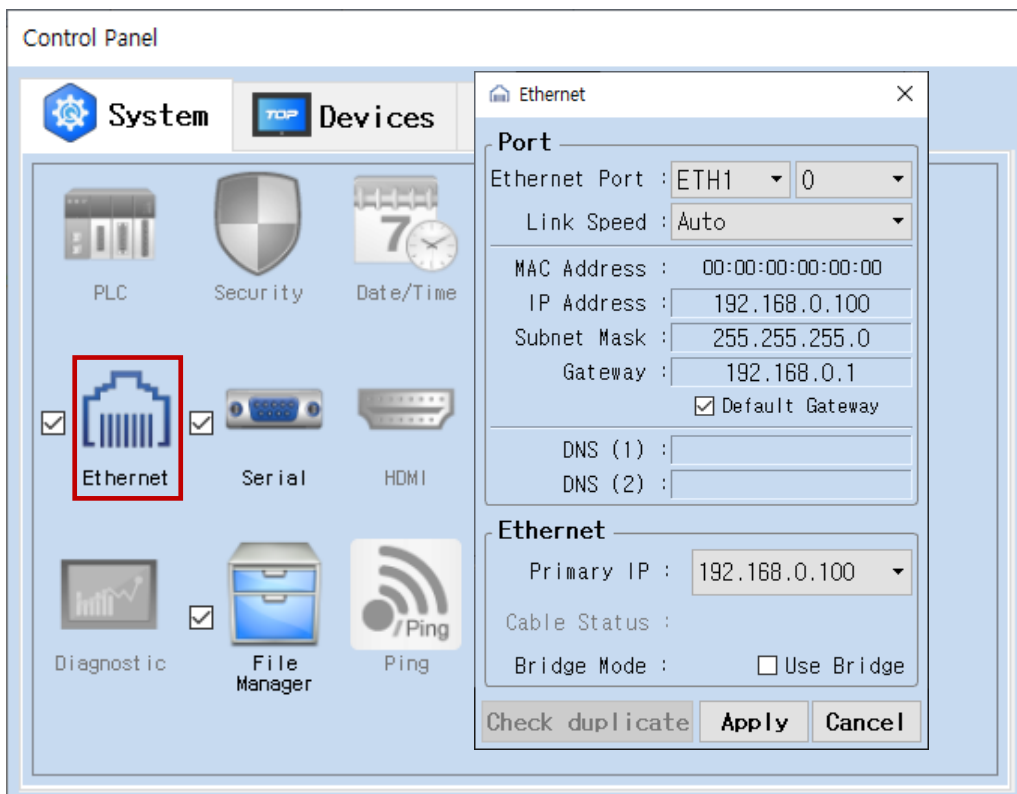 Control Panel
System
TOP Devices
7
PLC
Security
Date/Time
Ethernet
Serial
HDMI
/Ping
Diagnostic
File
Manager
Ping
Ethernet
Port
Ethernet Port : ETH1 0
Link Speed : Auto
MAC Address : 00:00:00:00:00:00
IP Address : 192.168.0.100
Subnet Mask : 255.255.255.0
Gateway : 192.168.0.1
Default Gateway
DNS (1) :
DNS (2) :
Ethernet
Primary IP : 192.168.0.100
Cable Status :
Bridge Mode : Use Bridge
Check duplicate Apply Cancel